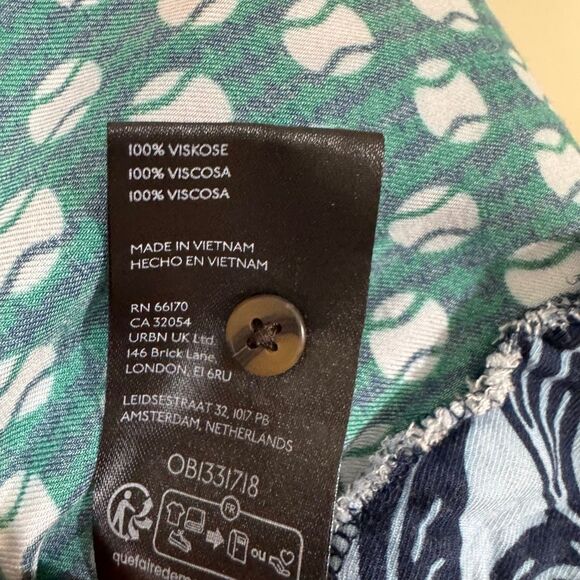 100% VISKOSE
100% VISCOSA
100% VISCOSA
MADE IN VIETNAM
HECHO EN VIETNAM
RN 66170
CA 32054
URBN UK Ltd
146 Brick Lane,
LONDON, E1 6RU
LEIDSESTRAAT 32, 1017 PB
AMSTERDAM, NETHERLANDS
OB1331718
FR
OU
quefairedem